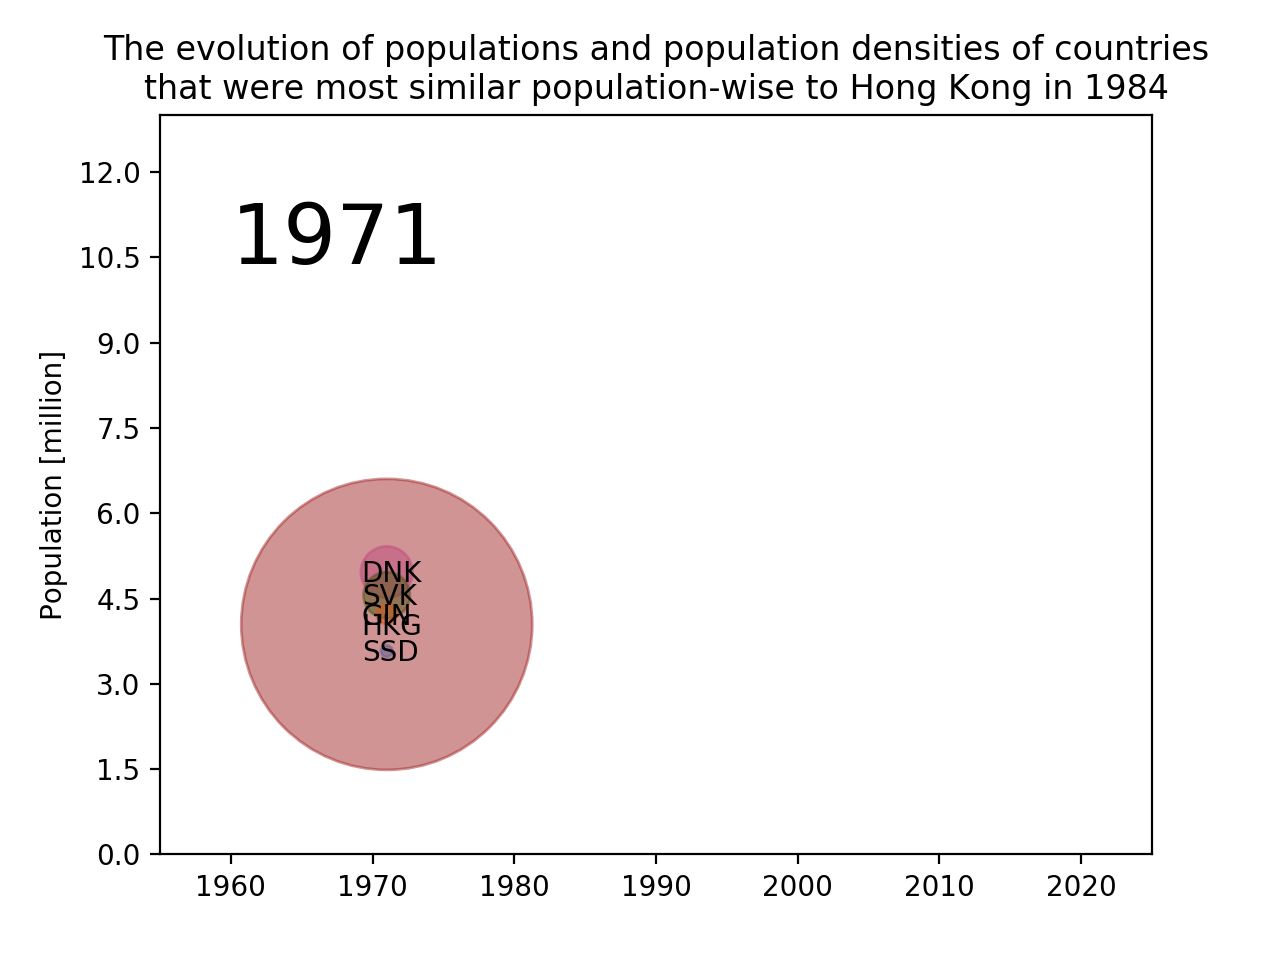 The evolution of populations and population densities of countries
that were most similar population-wise to Hong Kong in 1984
12.0
1971
10.5
9.0
Population [million]
7.5
6.0
DNK
SVK
4.5
GIN
HKG
SSD
3.0
1.5
0.0
1960 1970 1980 1990 2000 2010 2020